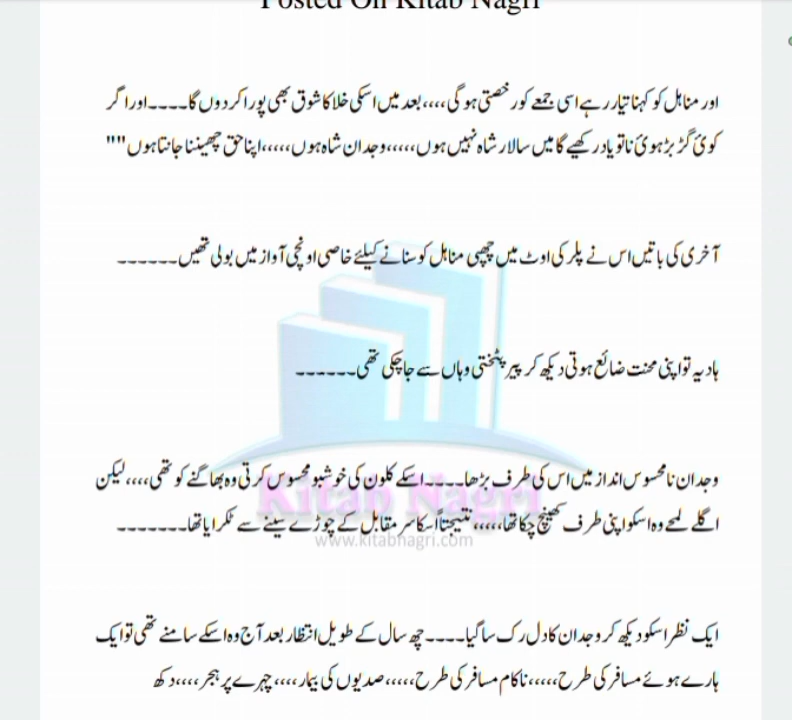 Posted On Kitab Nagri
اور مناہل کو کہنا تیار رہے اسی جمعے کو رخصتی ہو گی،،،،بعد میں اسکی خلا کا شوق بھی پورا کر دوں گا۔۔۔۔اور اگر
کوئ گڑ بڑ ہوئ نا تو یاد رکھیے گا میں سالار شاہ نہیں ہوں،،،،،وجدان شاہ ہوں،،،،،اپنا حق چھیننا جانتا ہوں""
آخری کی باتیں اس نے پلر کی اوٹ میں چھپی مناہل کو سنانے کیلئے خاصی اونچی آواز میں بولی تھیں۔۔۔۔۔۔۔
ہادیہ تو اپنی محنت ضائع ہوتی دیکھ کر پیر پٹختی وہاں سے جا چکی تھی۔۔۔۔۔۔۔
وجدان نا محسوس انداز میں اس کی طرف بڑھا۔۔۔۔اسکے کلون کی خوشبو محسوس کرتی وہ بھاگنے کو تھی،،،،لیکن
Kitab Nagri
اگلے لمحے وہ اسکو اپنی طرف کھینچ چکا تھا،،،،،نتیجتاً اسکا سر مقابل کے چوڑے سینے سے ٹکرایا تھا۔۔۔۔۔۔۔۔
www.kitabnagri.com
ایک نظر اسکو دیکھ کر وجدان کا دل رک سا گیا۔۔۔۔چھ سال کے طویل انتظار بعد آج وہ اسکے سامنے تھی تو ایک
ہارے ہوئے مسافر کی طرح،،،،،ناکام مسافر کی طرح،،،،،صدیوں کی بیمار،،،،چہرے پر ہجر،،،،دکھ